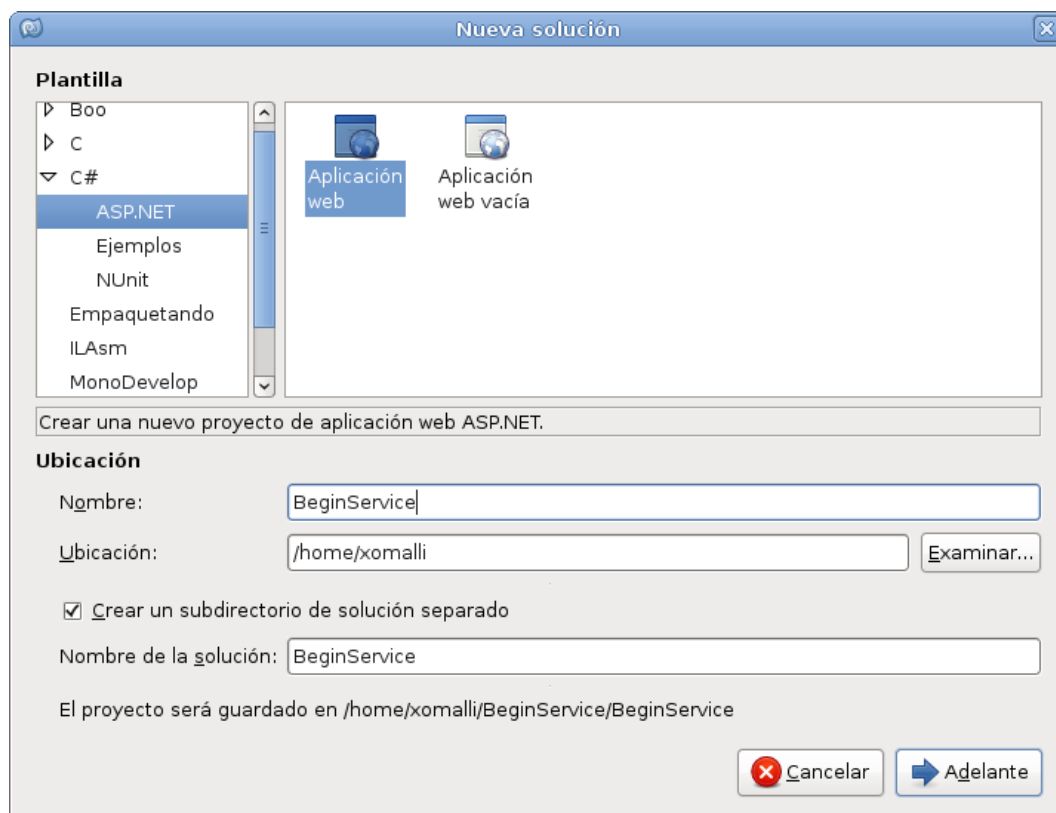 Nueva solución
Plantilla
Boo
C
C#
ASP.NET
Ejemplos
NUnit
Empaquetando
ILAsm
MonoDevelop
Aplicación
web
Aplicación
web vacía
Crear una nuevo proyecto de aplicación web ASP.NET.
Ubicación
Nombre:
BeginService
Ubicación:
/home/xomalli
Examinar...
Crear un subdirectorio de solución separado
Nombre de la solución:
BeginService
El proyecto será guardado en /home/xomalli/BeginService/BeginService
Cancelar
Adelante